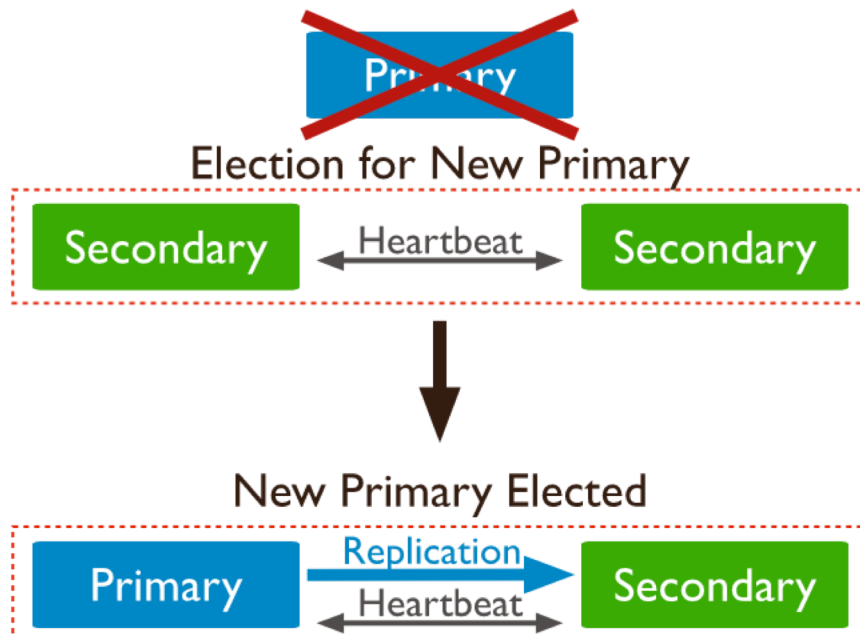 Primary
Election for New Primary
Secondary
Heartbeat
Secondary
New Primary Elected
Primary
Replication
Heartbeat
Secondary